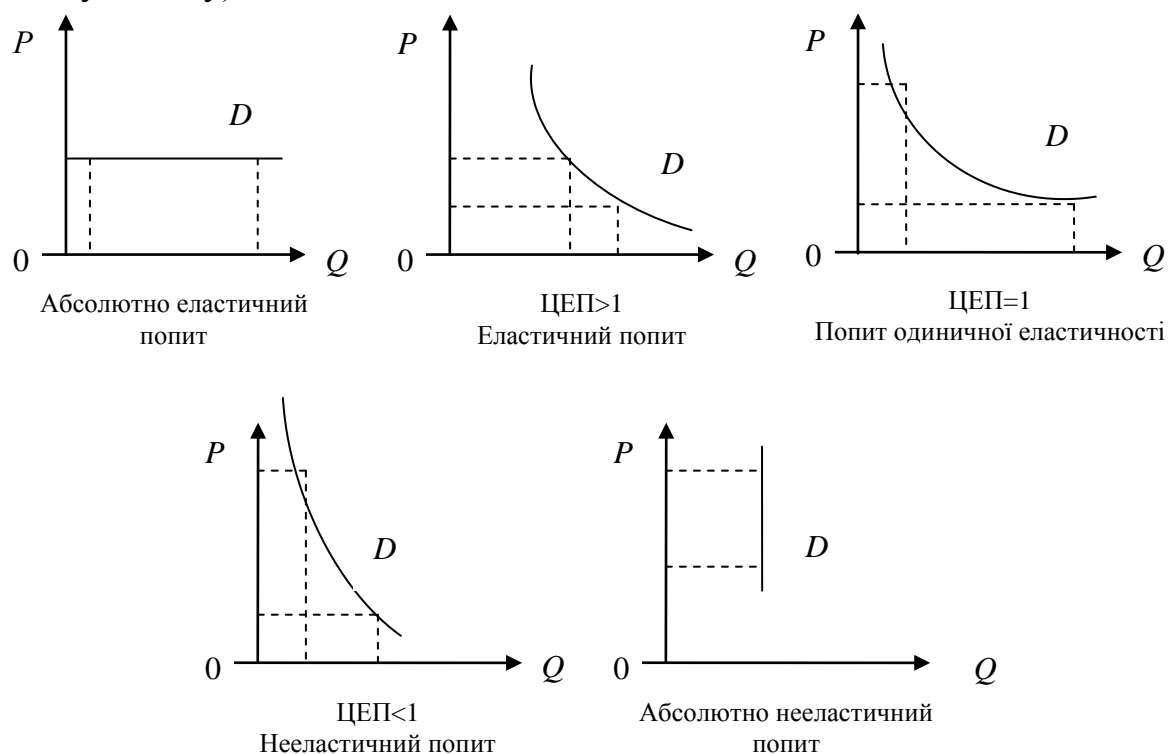 P
D
0
Q
Абсолютно еластичний
попит
P
D
0
Q
ЦЕП>1
Еластичний попит
P
D
0
Q
ЦЕП=1
Попит одиничної еластичності
P
D
0
Q
ЦЕП<1
Нееластичний попит
P
D
0
Q
Абсолютно нееластичний
попит